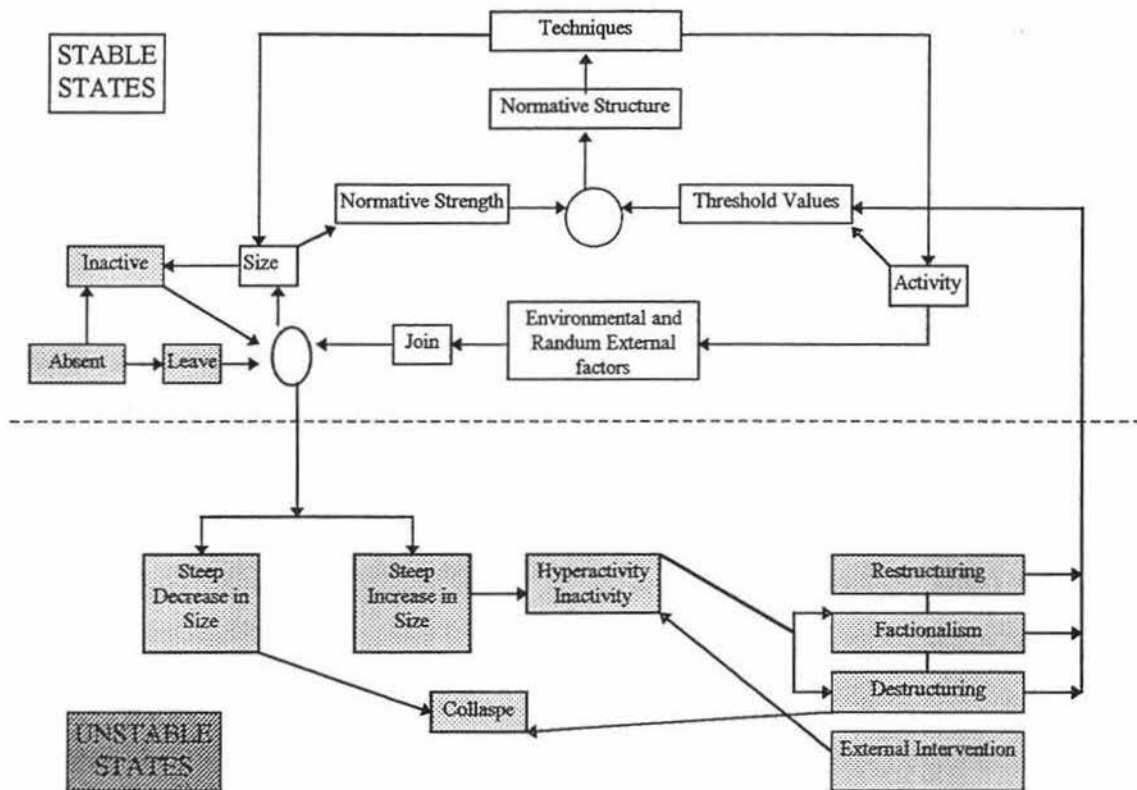 STABLE
STATES
Techniques
Normative Structure
Normative Strength
Threshold Values
Inactive
Size
Activity
Absent
Leave
Join
Environmental and
Randum External
factors
Steep
Decrease in
Size
Steep
Increase in
Size
Hyperactivity
Inactivity
Restructuring
Factionalism
Destructuring
Collaspe
UNSTABLE
STATES
External Intervention